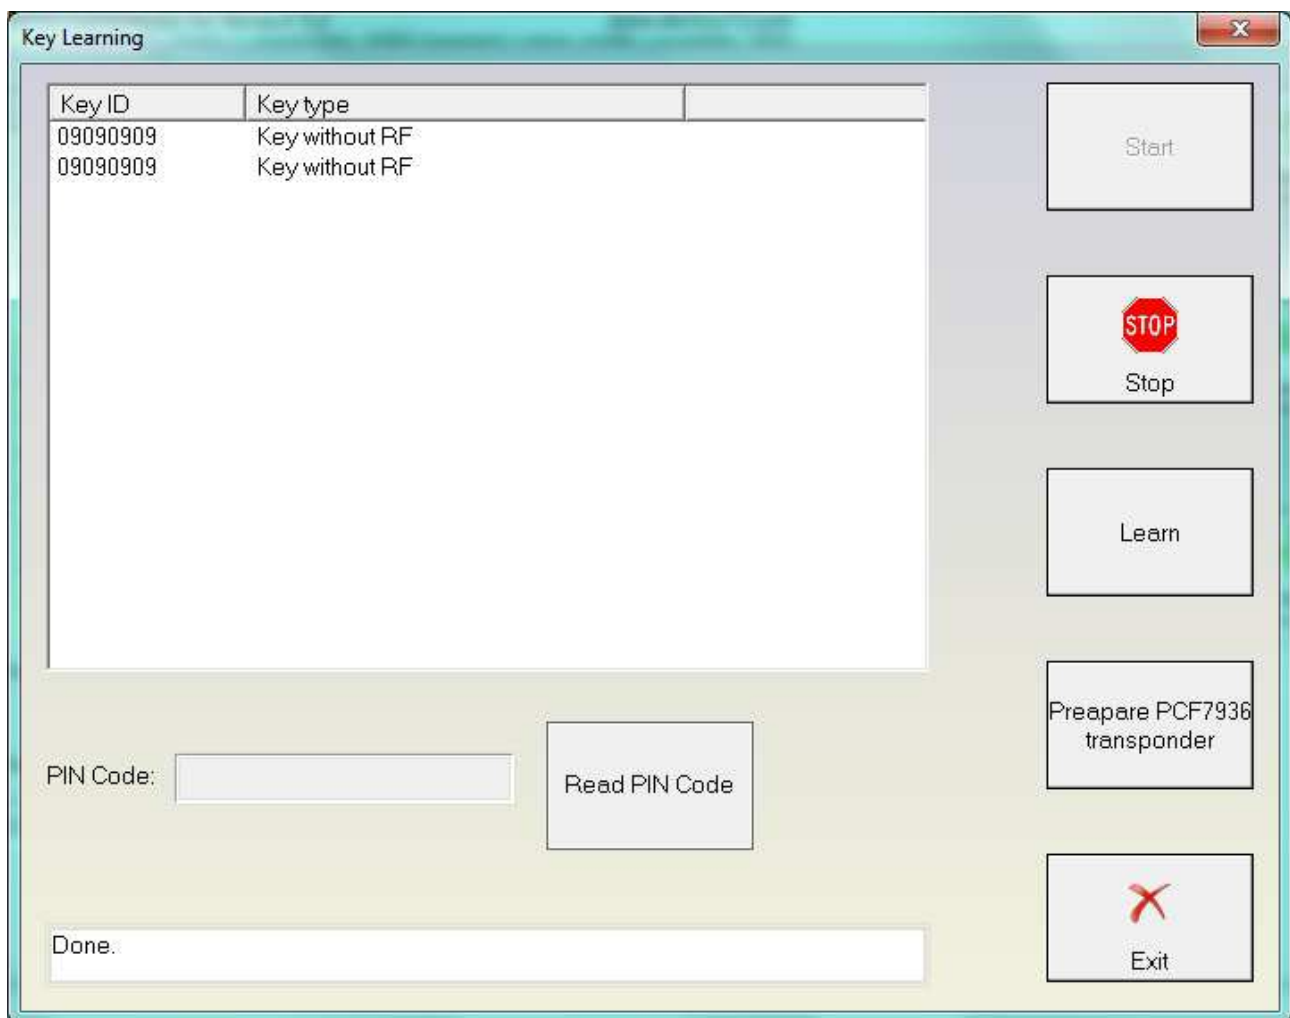 Key Learning
Key ID Key type
09090909 Key without RF
09090909 Key without RF
Start
STOP
Stop
Learn
Preapare PCF7936
transponder
PIN Code:
Read PIN Code
Done.
Exit